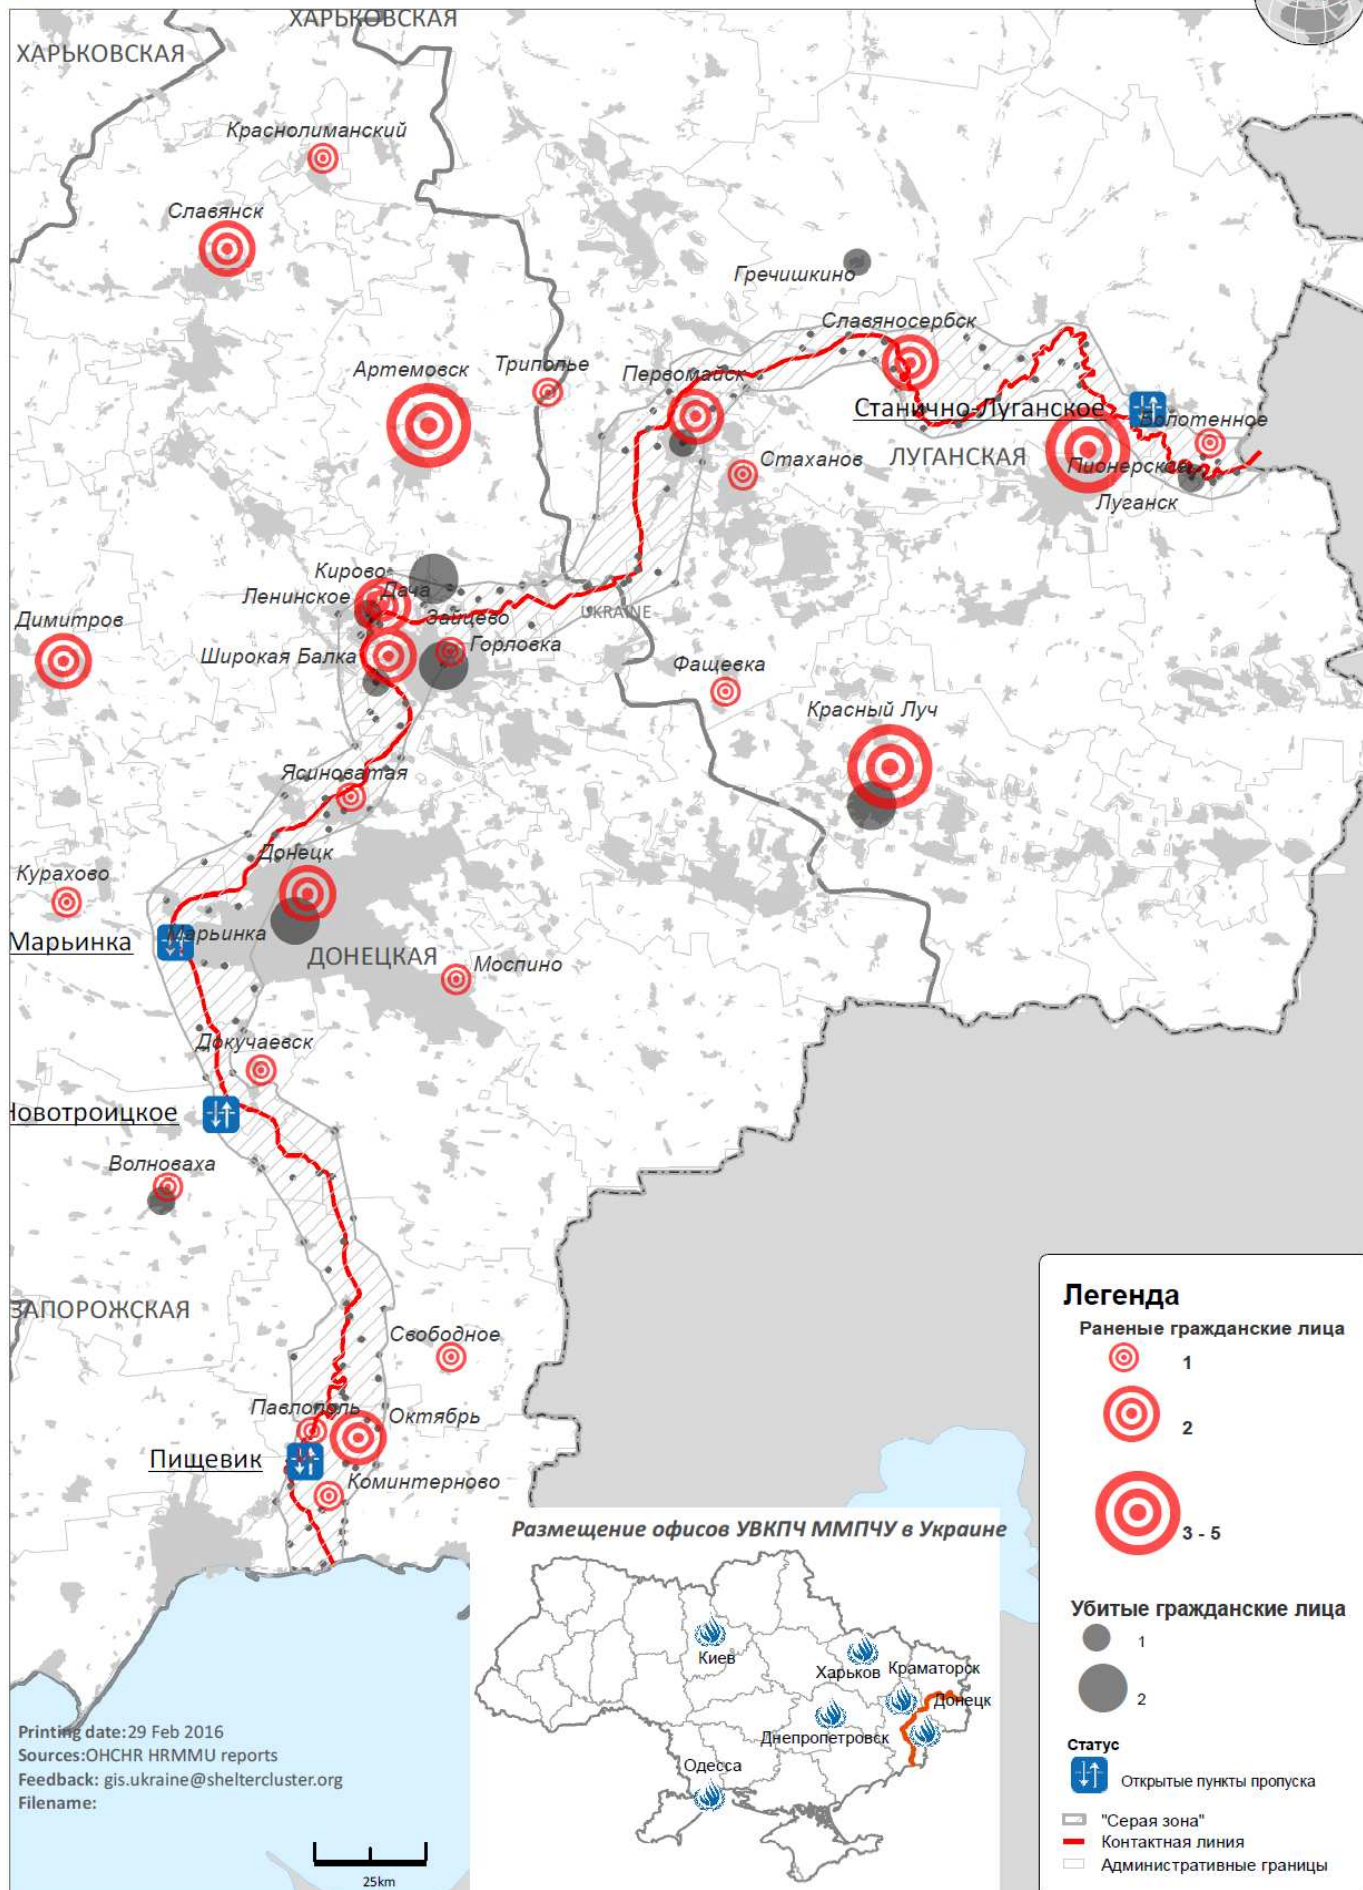 ХАРЬКОВСКАЯ
ХАРЬКОВСКАЯ
Краснолиманский
Славянск
Гречишкино
Славяносербск
Артемовск
Триполье
Первомайск
Станично-Луганское
Болотенное
Стаханов
ЛУГАНСКАЯ
Пионерское
Луганск
Кирово
Дача
Ленинское
UKRAINE
Зайцево
Димитров
Горловка
Широкая Балка
Фащевка
Красный Луч
Ясиноватая
Донецк
Курахово
Марьинка
Марьинка
ДОНЕЦКАЯ
Моспино
Докучаевск
Новотроицкое
Волноваха
ЗАПОРОЖСКАЯ
Свободное
Павлополь
Октябрь
Пищевик
Коминтерново
Легенда
Раненые гражданские лица
1
2
3 - 5
Убитые гражданские лица
1
2
Статус
Открытые пункты пропуска
"Серая зона"
Контактная линия
Административные границы
Размещение офисов УВКПЧ ММПЧУ в Украине
Киев
Харьков
Краматорск
Донецк
Днепропетровск
Одесса
Printing date:29 Feb 2016
Sources:OHCHR HRMMU reports
Feedback: gis.ukraine@sheltercluster.org
Filename:
25km